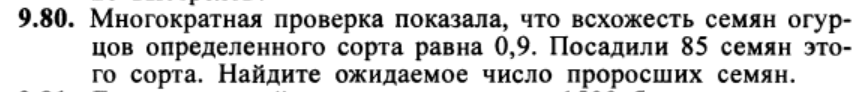 9.80. Многократная проверка показала, что всхожесть семян огур-
цов определенного сорта равна 0,9. Посадили 85 семян это-
го сорта. Найдите ожидаемое число проросших семян.